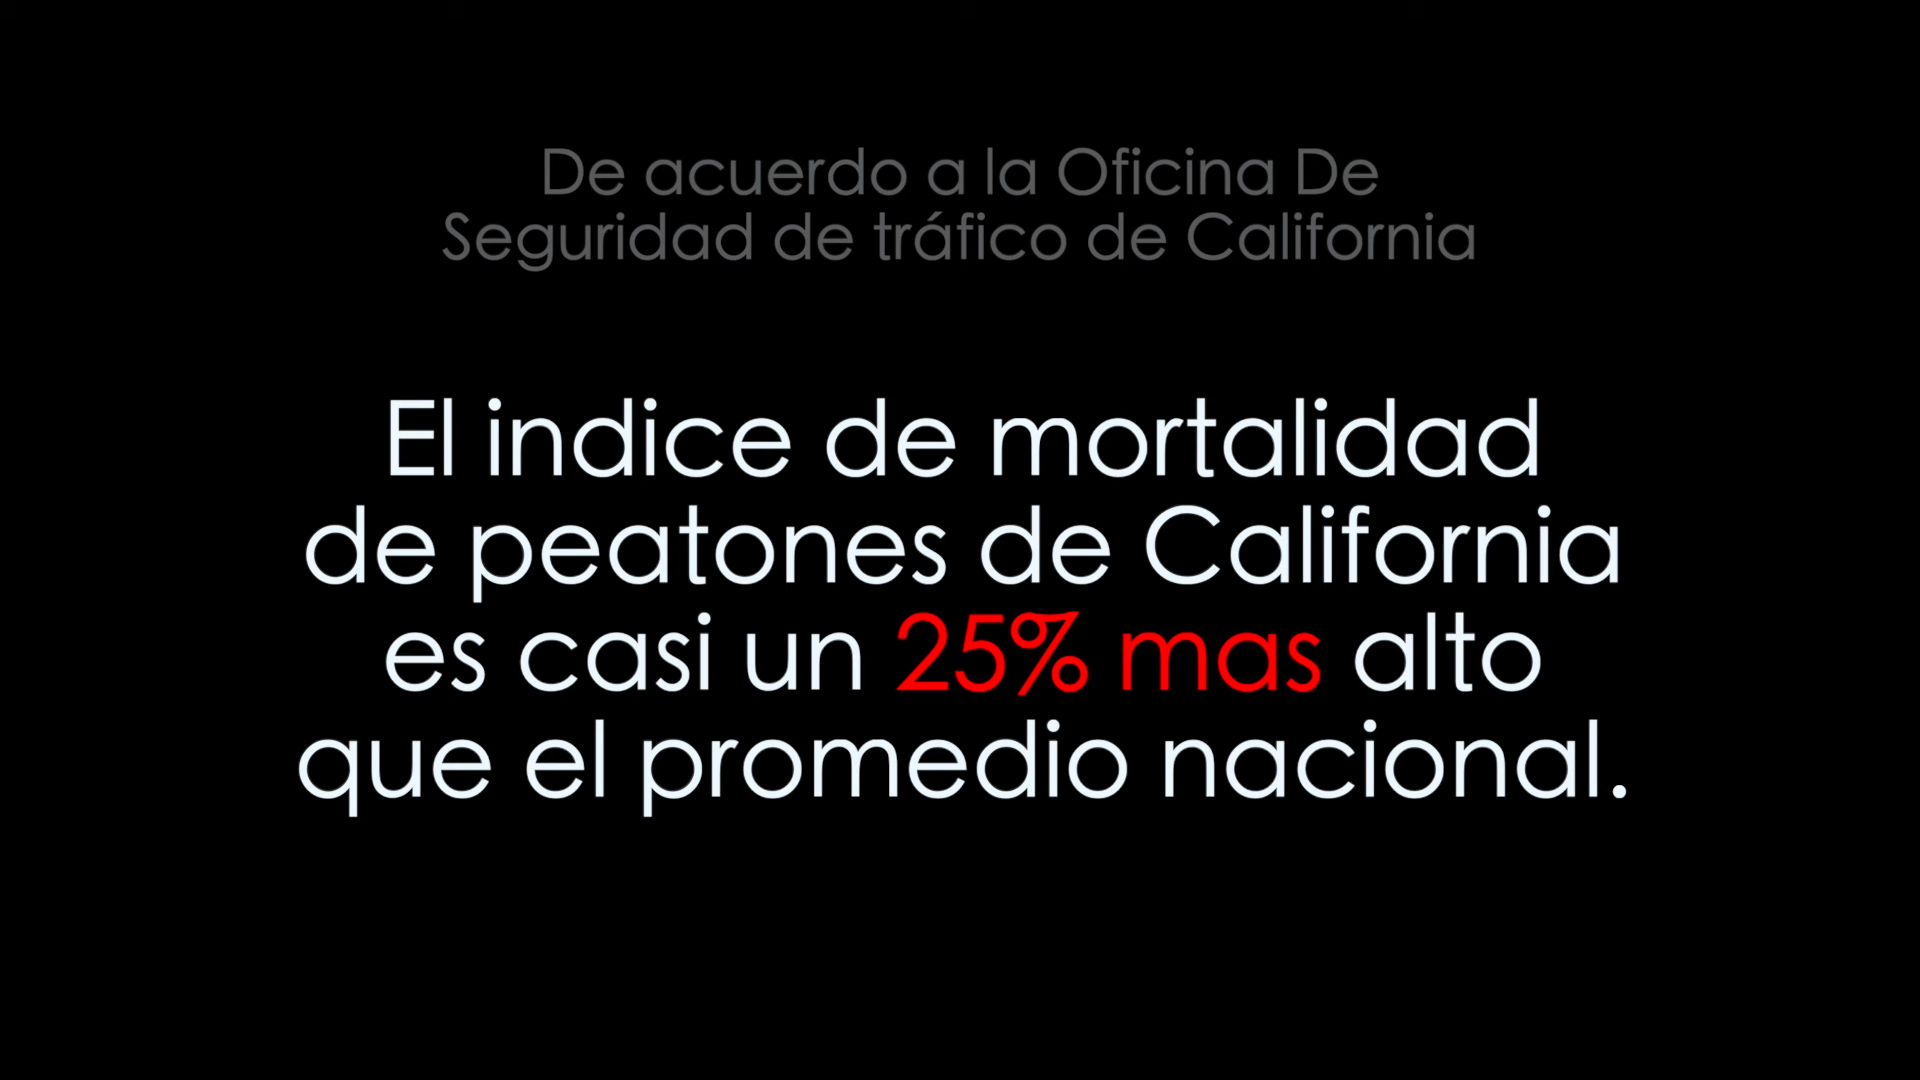 De acuerdo a la Oficina De
Seguridad de tráfico de California
El indice de mortalidad
de peatones de California
es casi un 25% mas alto
que el promedio nacional.